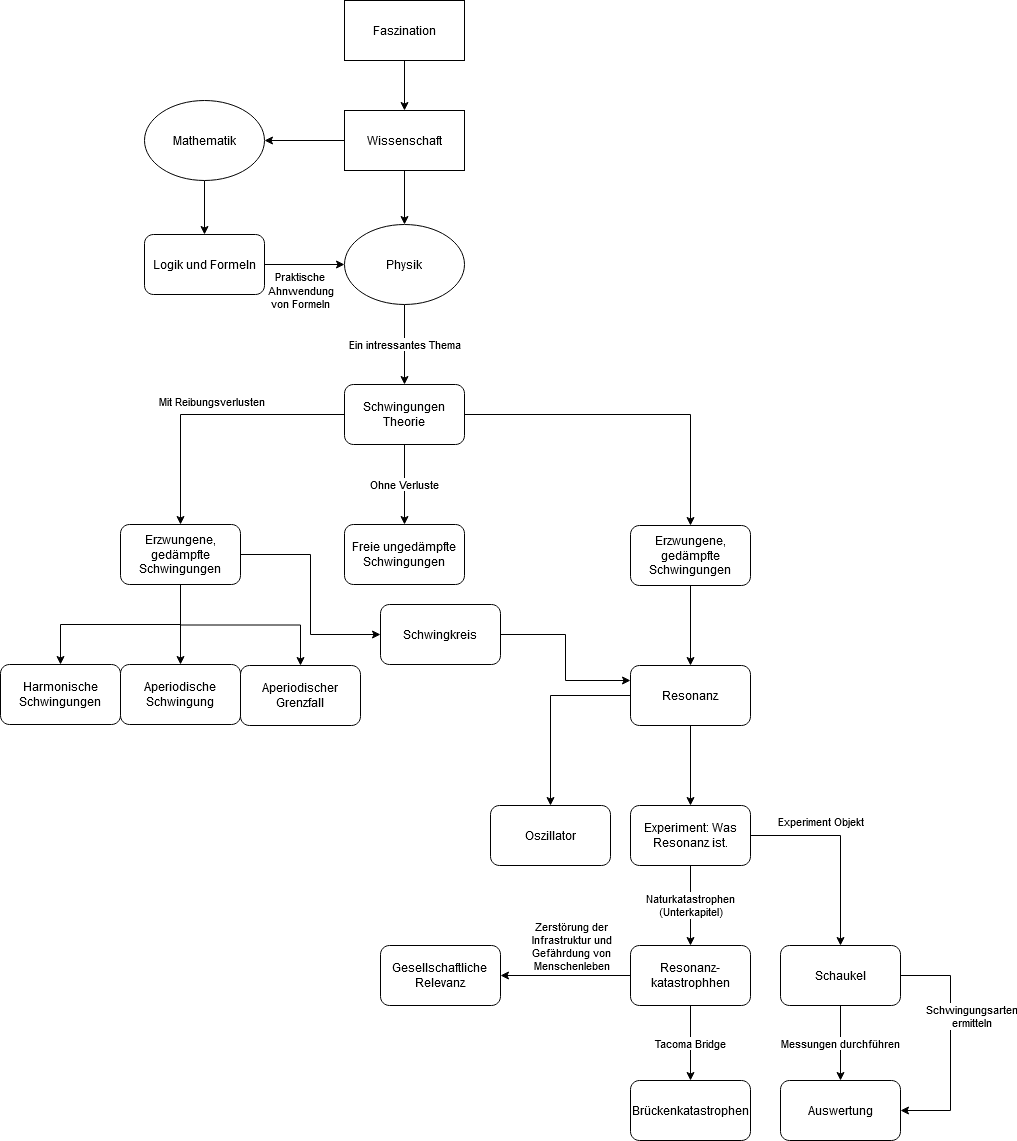 Faszination
Mathematik
Wissenschaft
Logik und Formeln
Praktische
Ahnwendung
von Formeln
Physik
Ein intressantes Thema
Mit Reibungsverlusten
Schwingungen
Theorie
Ohne Verluste
Erzwungene,
gedämpfte
Schwingungen
Freie ungedämpfte
Schwingungen
Erzwungene,
gedämpfte
Schwingungen
Schwingkreis
Harmonische
Schwingungen
Aperiodische
Schwingung
Aperiodischer
Grenzfall
Resonanz
Oszillator
Experiment: Was
Resonanz ist.
Experiment Objekt
Naturkatastrophen
(Unterkapitel)
Zerstörung der
Infrastruktur und
Gefährdung von
Menschenleben
Gesellschaftliche
Relevanz
Resonanz-
katastrophhen
Schaukel
Schwingungsarten
ermitteln
Tacoma Bridge
Messungen durchführen
Brückenkatastrophen
Auswertung